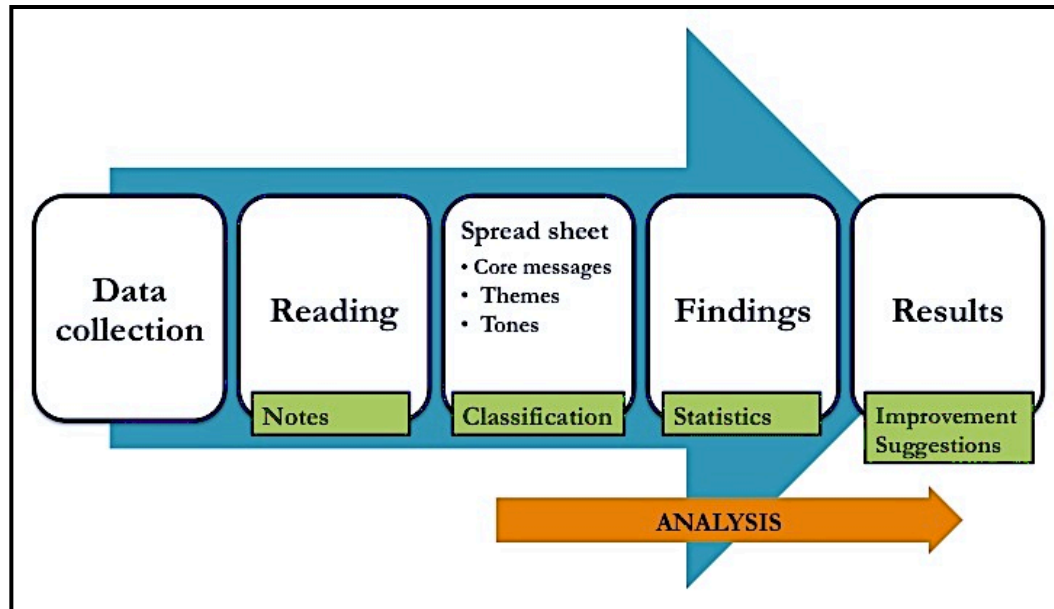 Data
collection
Reading
Notes
Spread sheet
• Core messages
• Themes
• Tones
Classification
Findings
Statistics
Results
Improvement
Suggestions
ANALYSIS